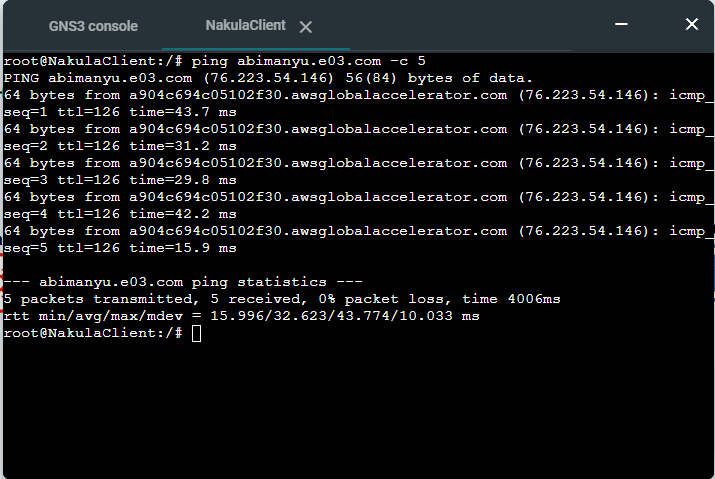 GNS3 console
NakulaClient
root@NakulaClient:/# ping abimanyu.e03.com -c 5
PING abimanyu.e03.com (76.223.54.146) 56(84) bytes of data.
64 bytes from a904c694c05102f30.awsglobalaccelerator.com (76.223.54.146): icmp_
seq=1 ttl=126 time=43.7 ms
64 bytes from a904c694c05102f30.awsglobalaccelerator.com (76.223.54.146): icmp_
seq=2 ttl=126 time=31.2 ms
64 bytes from a904c694c05102f30.awsglobalaccelerator.com (76.223.54.146): icmp_
seq=3 ttl=126 time=29.8 ms
64 bytes from a904c694c05102f30.awsglobalaccelerator.com (76.223.54.146): icmp_
seq=4 ttl=126 time=42.2 ms
64 bytes from a904c694c05102f30.awsglobalaccelerator.com (76.223.54.146): icmp_
seq=5 ttl=126 time=15.9 ms
--- abimanyu.e03.com ping statistics ---
5 packets transmitted, 5 received, 0% packet loss, time 4006ms
rtt min/avg/max/mdev = 15.996/32.623/43.774/10.033 ms
root@NakulaClient:/#